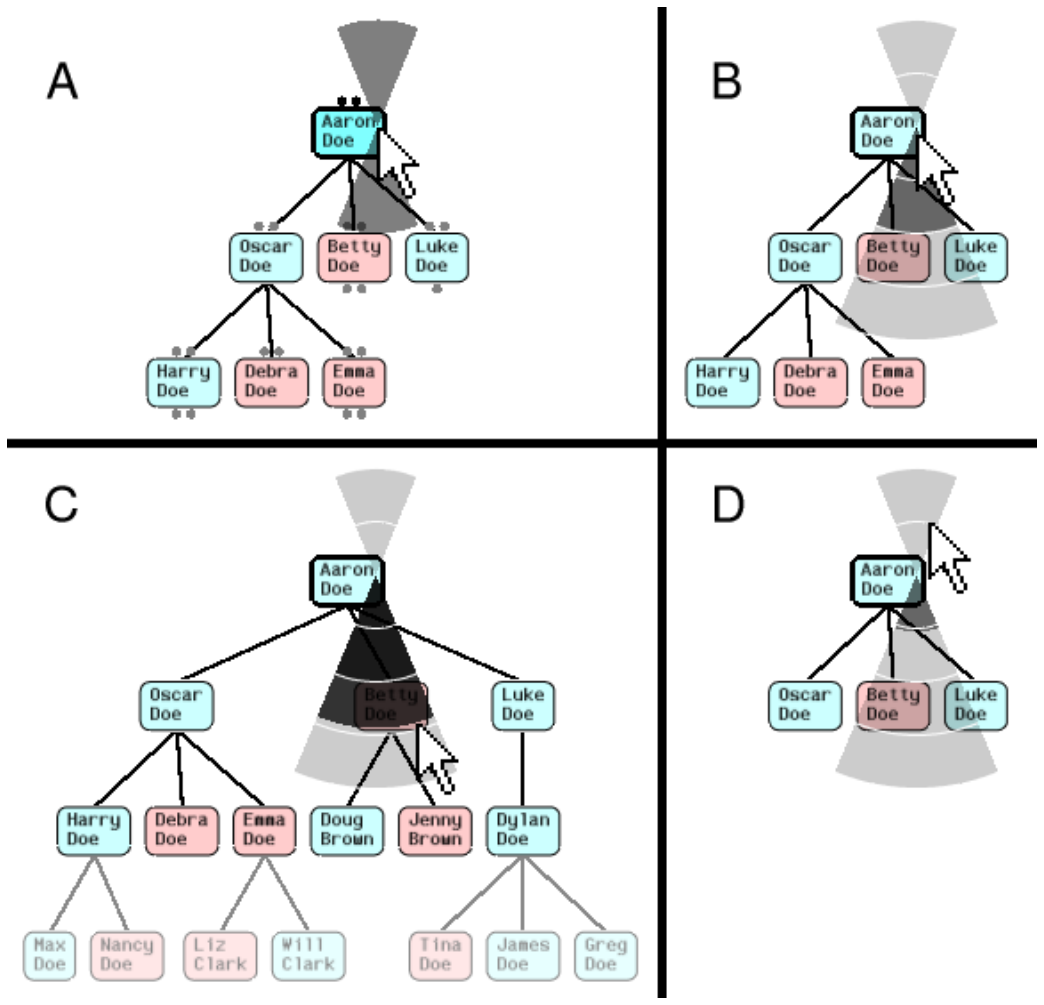 A
Aaron
Doe
Oscar
Doe
Betty
Doe
Luke
Doe
Harry
Doe
Debra
Doe
Emma
Doe
B
Aaron
Doe
Oscar
Doe
Betty
Doe
Luke
Doe
Harry
Doe
Debra
Doe
Emma
Doe
C
Aaron
Doe
Oscar
Doe
Betty
Doe
Luke
Doe
Harry
Doe
Debra
Doe
Emma
Doe
Doug
Brown
Jenny
Brown
Dylan
Doe
Max
Doe
Nancy
Doe
Liz
Clark
Will
Clark
Tina
Doe
James
Doe
Greg
Doe
D
Aaron
Doe
Oscar
Doe
Betty
Doe
Luke
Doe